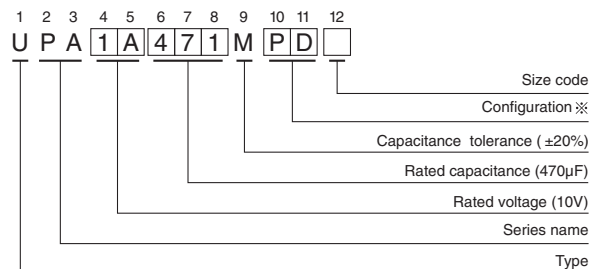 1 2 3 4 5 6 7 8 9 10 11 12
U P A 1 A 4 7 1 M P D
Size code
Configuration ※
Capacitance tolerance ( ±20%)
Rated capacitance (470µF)
Rated voltage (10V)
Series name
Type